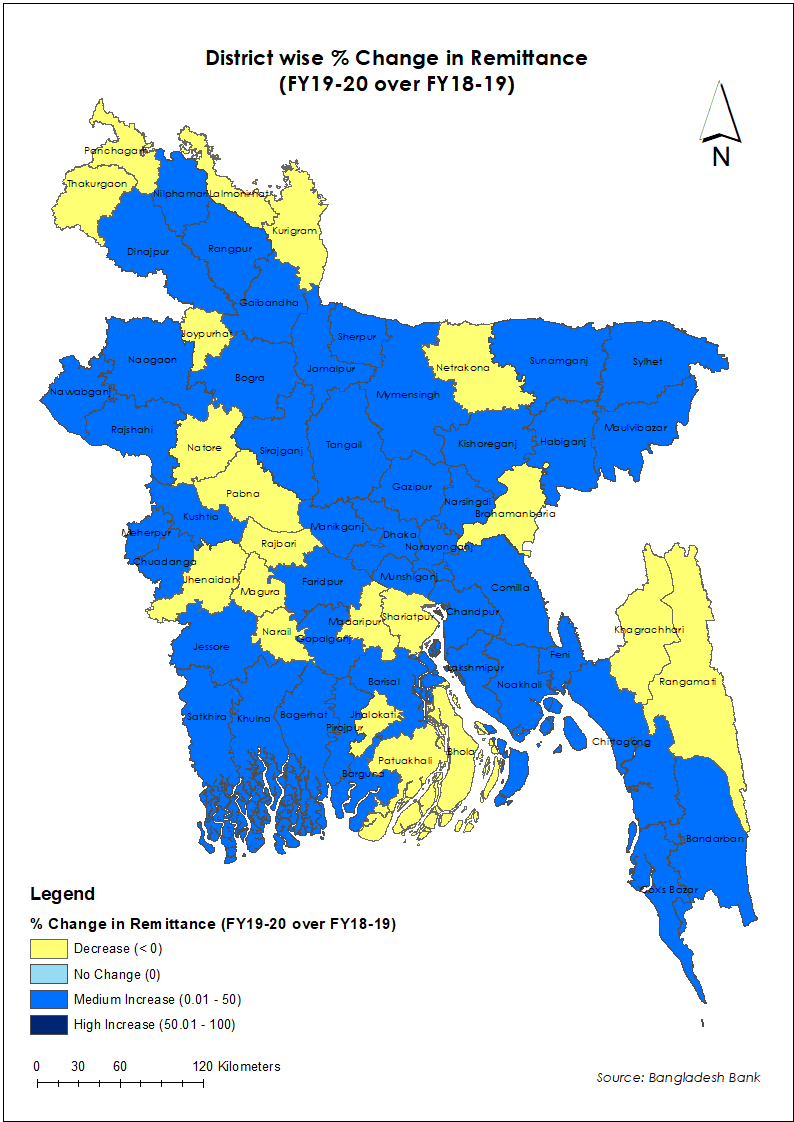 District wise % Change in Remittance
(FY19-20 over FY18-19)
N
Panchagarh
Thakurgaon
Nilphamari
Lalmonirhat
Kurigram
Dinajpur
Rangpur
Gaibandha
Joypurhat
Sherpur
Naogaon
Jamalpur
Netrakona
Sunamganj
Sylhet
Bogra
Nawabganj
Mymensingh
Rajshahi
Maulvibazar
Natore
Sirajganj
Tangail
Kishoreganj
Habiganj
Pabna
Gazipur
Narsingdi
Brahamanbaria
Kushtia
Meherpur
Manikganj
Dhaka
Rajbari
Narayanganj
Chuadanga
Jhenaidah
Magura
Faridpur
Munshiganj
Comilla
Chandpur
Shariatpur
Madaripur
Narail
Gopalganj
Khagrachhari
Jessore
Feni
Lakshmipur
Barisal
Noakhali
Rangamati
Satkhira
Khulna
Bagerhat
Jhalokati
Pirojpur
Chittagong
Bhola
Patuakhali
Barguna
Bandarban
Cox's Bazar
Legend
% Change in Remittance (FY19-20 over FY18-19)
Decrease (< 0)
No Change (0)
Medium Increase (0.01 - 50)
High Increase (50.01 - 100)
0 30 60 120 Kilometers
Source: Bangladesh Bank